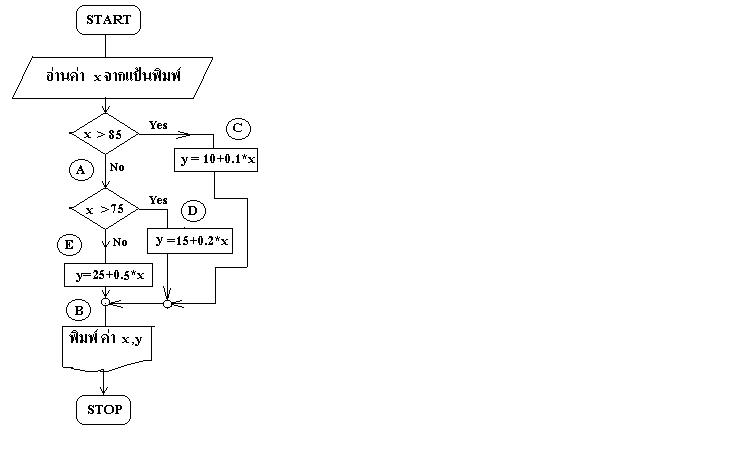 START
อ่านค่า x จากแป้นพิมพ์
x > 85
Yes
C
y = 10+0.1*x
A
No
x >75
Yes
D
y =15+0.2*x
E
No
y=25+0.5*x
B
พิมพ์ ค่า x ,y
STOP